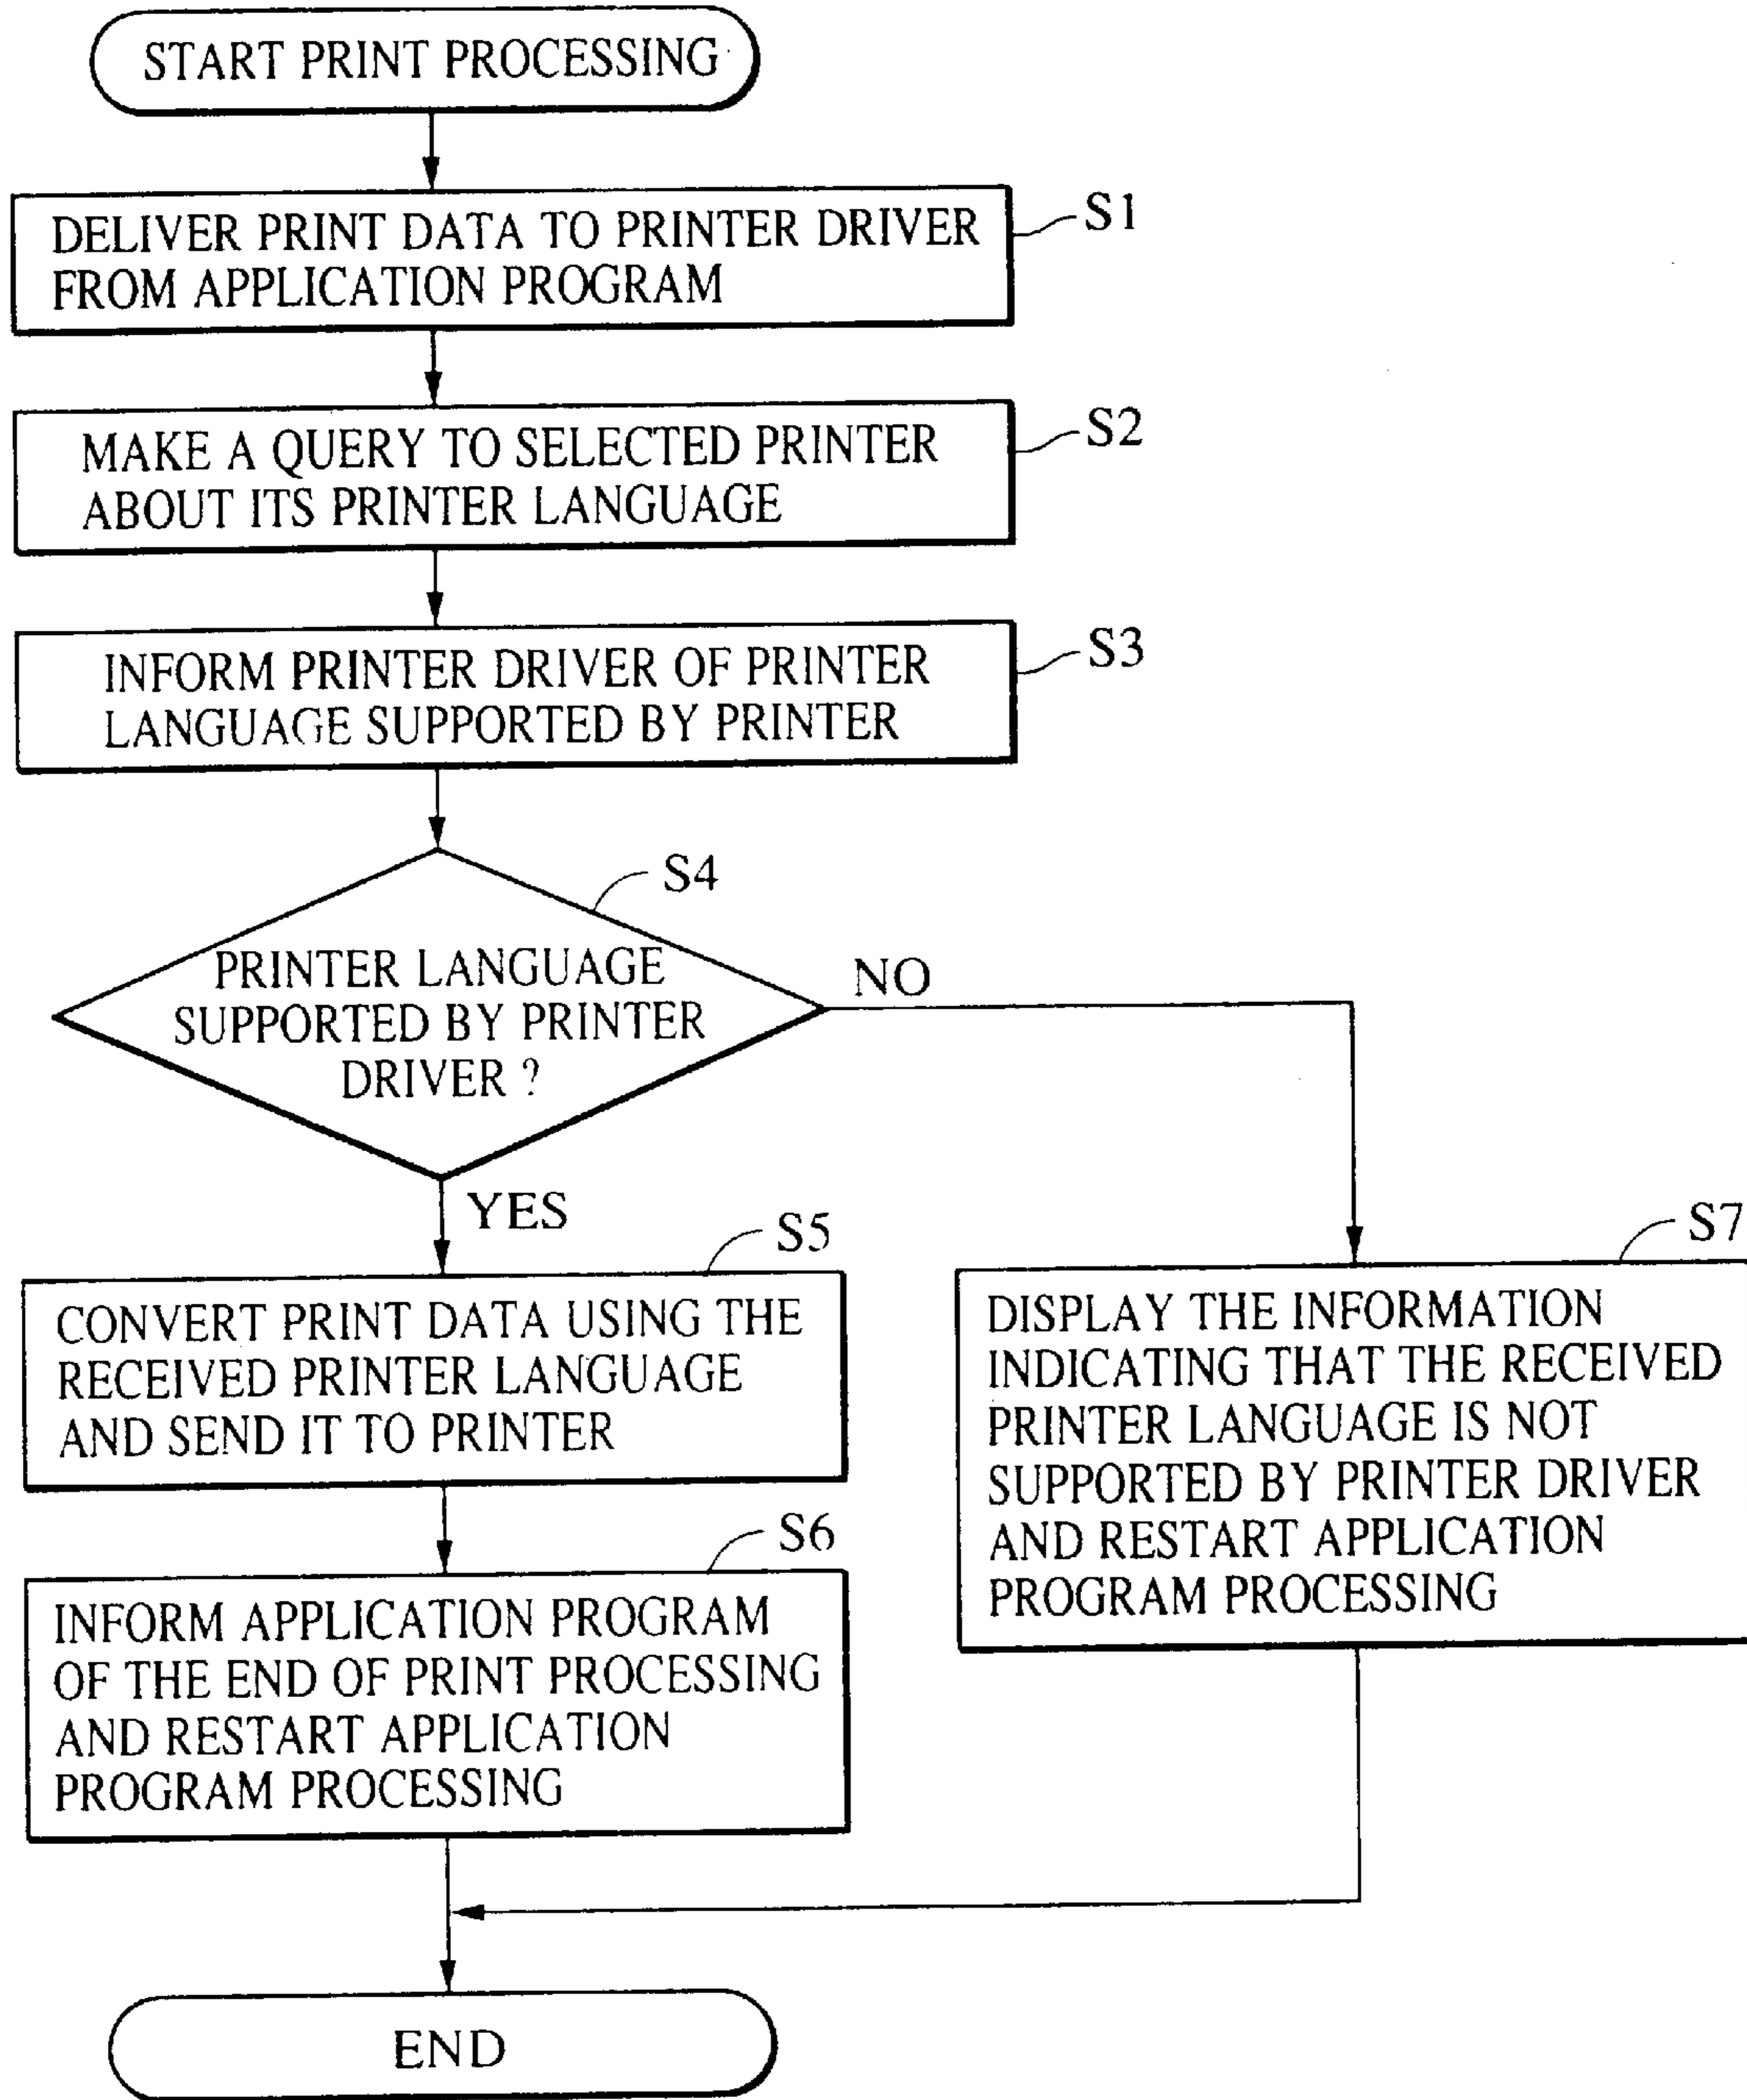 START PRINT PROCESSING
S1
DELIVER PRINT DATA TO PRINTER DRIVER
FROM APPLICATION PROGRAM
S2
MAKE A QUERY TO SELECTED PRINTER
ABOUT ITS PRINTER LANGUAGE
S3
INFORM PRINTER DRIVER OF PRINTER
LANGUAGE SUPPORTED BY PRINTER
S4
PRINTER LANGUAGE
SUPPORTED BY PRINTER
DRIVER ?
NO
YES
S5
CONVERT PRINT DATA USING THE
RECEIVED PRINTER LANGUAGE
AND SEND IT TO PRINTER
S6
INFORM APPLICATION PROGRAM
OF THE END OF PRINT PROCESSING
AND RESTART APPLICATION
PROGRAM PROCESSING
S7
DISPLAY THE INFORMATION
INDICATING THAT THE RECEIVED
PRINTER LANGUAGE IS NOT
SUPPORTED BY PRINTER DRIVER
AND RESTART APPLICATION
PROGRAM PROCESSING
END